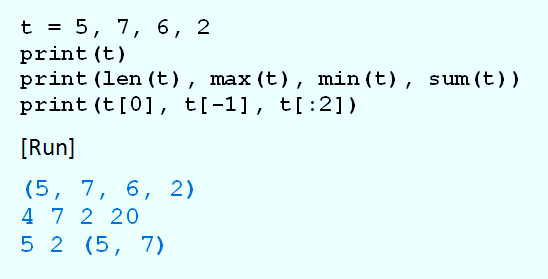 t = 5, 7, 6, 2
print(t)
print(len(t), max(t), min(t), sum(t))
print(t[0], t[-1], t[:2])
[Run]
(5, 7, 6, 2)
4 7 2 20
5 2 (5, 7)